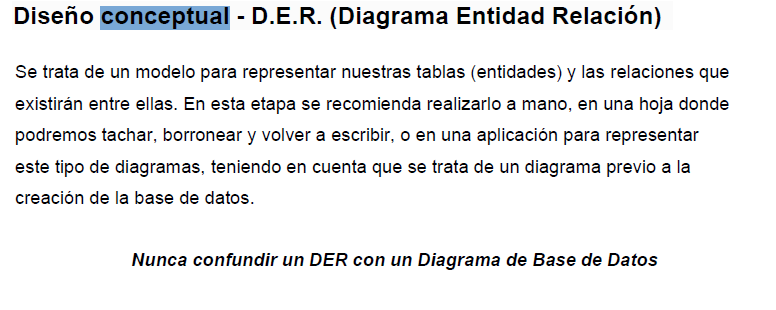 Diseño conceptual - D.E.R. (Diagrama Entidad Relación)
Se trata de un modelo para representar nuestras tablas (entidades) y las relaciones que
existirán entre ellas. En esta etapa se recomienda realizarlo a mano, en una hoja donde
podremos tachar, borronear y volver a escribir, o en una aplicación para representar
este tipo de diagramas, teniendo en cuenta que se trata de un diagrama previo a la
creación de la base de datos.
Nunca confundir un DER con un Diagrama de Base de Datos